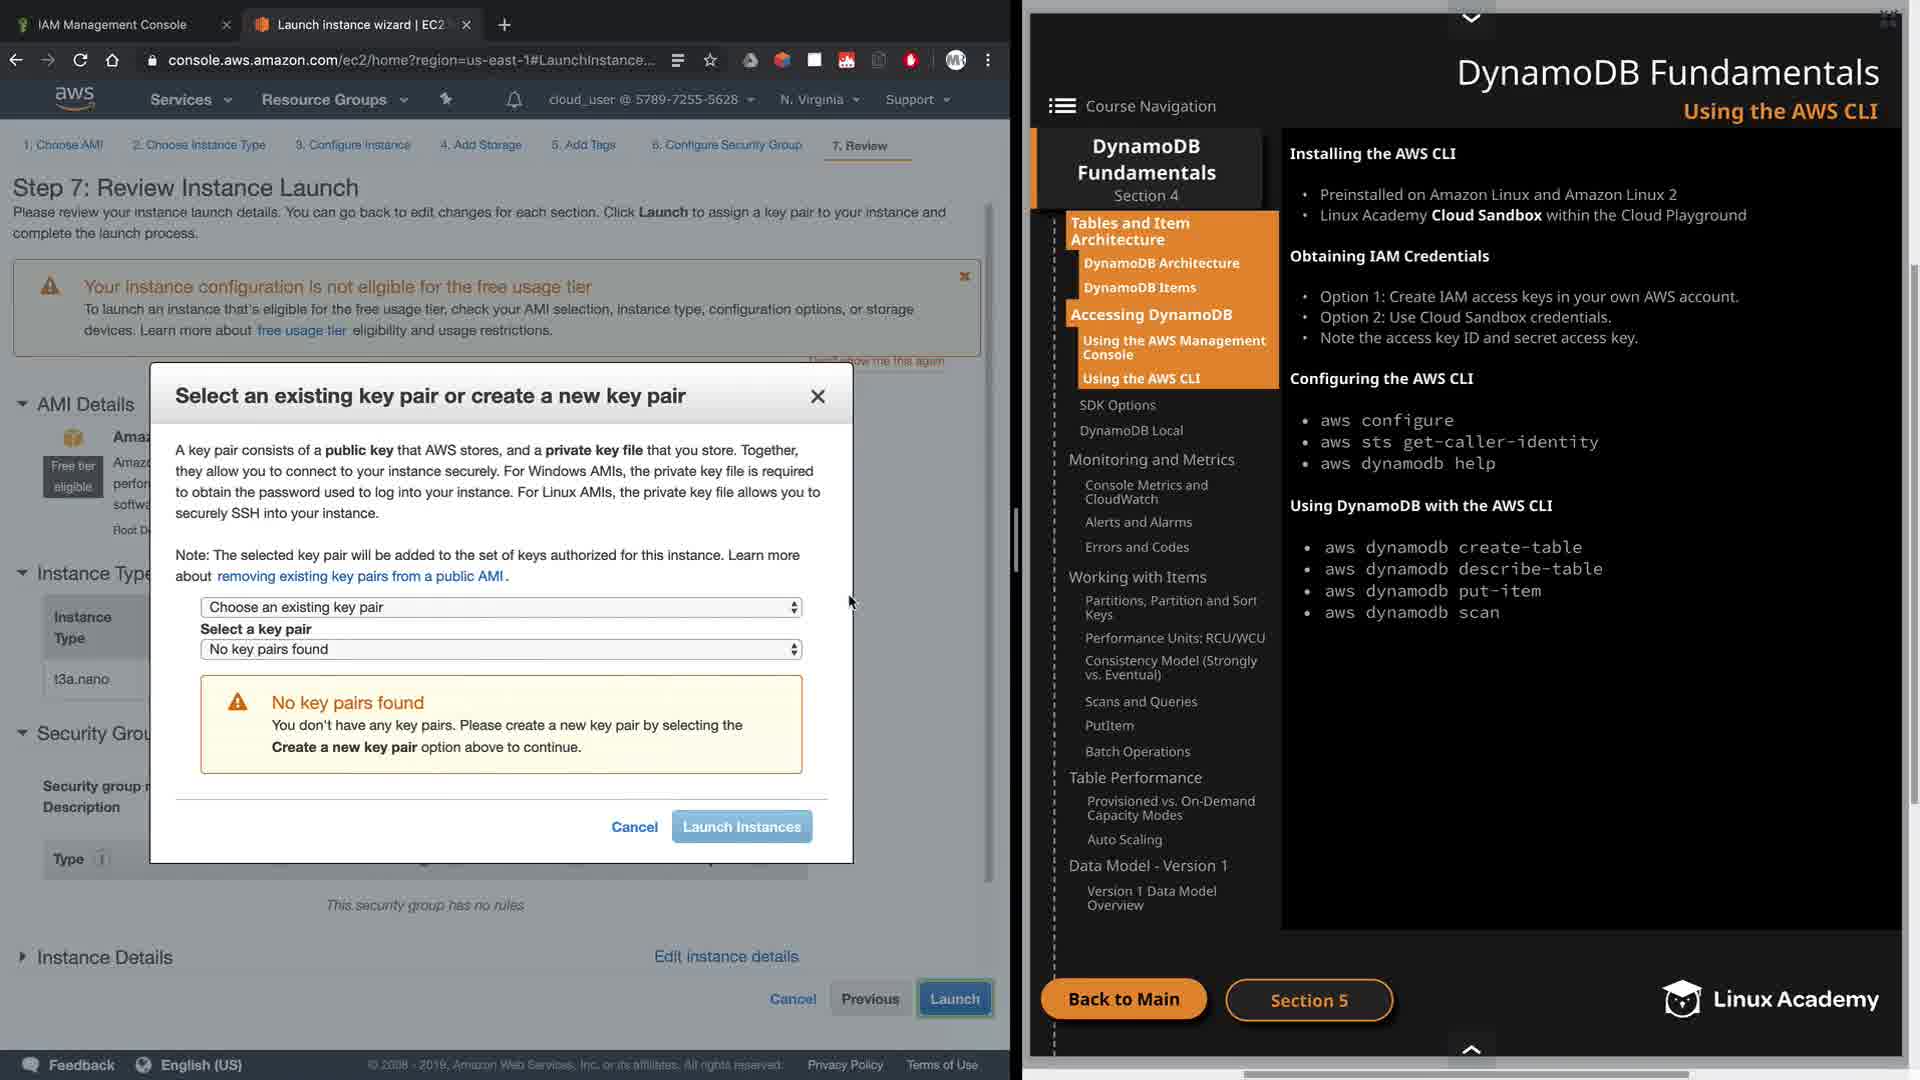 IAM Management Console
Launch instance wizard | EC2
console.aws.amazon.com/ec2/home?region=us-east-1#LaunchInstance...
aws
Services
Resource Groups
cloud_user @ 5789-7255-5628
N. Virginia
Support
1. Choose AMI
2. Choose Instance Type
3. Configure Instance
4. Add Storage
5. Add Tags
6. Configure Security Group
7. Review
Step 7: Review Instance Launch
Please review your instance launch details. You can go back to edit changes for each section. Click Launch to assign a key pair to your instance and
complete the launch process.
Your instance configuration is not eligible for the free usage tier
To launch an instance that's eligible for the free usage tier, check your AMI selection, instance type, configuration options, or storage
devices. Learn more about free usage tier eligibility and usage restrictions.
Don't show me this again
AMI Details
Free tier
eligible
Root
Instance
Instance
Type
t3a.nano
Security
Security group
Description
Type
This security group has no rules
Instance Details
Edit instance details
Cancel
Previous
Launch
Select an existing key pair or create a new key pair
A key pair consists of a public key that AWS stores, and a private key file that you store. Together,
they allow you to connect to your instance securely. For Windows AMIs, the private key file is required
to obtain the password used to log into your instance. For Linux AMIs, the private key file allows you to
securely SSH into your instance.
Note: The selected key pair will be added to the set of keys authorized for this instance. Learn more
about removing existing key pairs from a public AMI .
Choose an existing key pair
Select a key pair
No key pairs found
No key pairs found
You don't have any key pairs. Please create a new key pair by selecting the
Create a new key pair option above to continue.
Cancel
Launch Instances
Feedback
English (US)
© 2008 - 2019, Amazon Web Services, Inc. or its affiliates. All rights reserved.
Privacy Policy
Terms of Use
DynamoDB Fundamentals
Using the AWS CLI
Course Navigation
DynamoDB
Fundamentals
Section 4
Tables and Item
Architecture
DynamoDB Architecture
DynamoDB Items
Accessing DynamoDB
Using the AWS Management
Console
Using the AWS CLI
SDK Options
DynamoDB Local
Monitoring and Metrics
Console Metrics and
CloudWatch
Alerts and Alarms
Errors and Codes
Working with Items
Partitions, Partition and Sort
Keys
Performance Units: RCU/WCU
Consistency Model (Strongly
vs. Eventual)
Scans and Queries
PutItem
Batch Operations
Table Performance
Provisioned vs. On-Demand
Capacity Modes
Auto Scaling
Data Model - Version 1
Version 1 Data Model
Overview
Installing the AWS CLI
• Preinstalled on Amazon Linux and Amazon Linux 2
• Linux Academy Cloud Sandbox within the Cloud Playground
Obtaining IAM Credentials
• Option 1: Create IAM access keys in your own AWS account.
• Option 2: Use Cloud Sandbox credentials.
• Note the access key ID and secret access key.
Configuring the AWS CLI
• aws configure
• aws sts get-caller-identity
• aws dynamodb help
Using DynamoDB with the AWS CLI
• aws dynamodb create-table
• aws dynamodb describe-table
• aws dynamodb put-item
• aws dynamodb scan
Back to Main
Section 5
Linux Academy